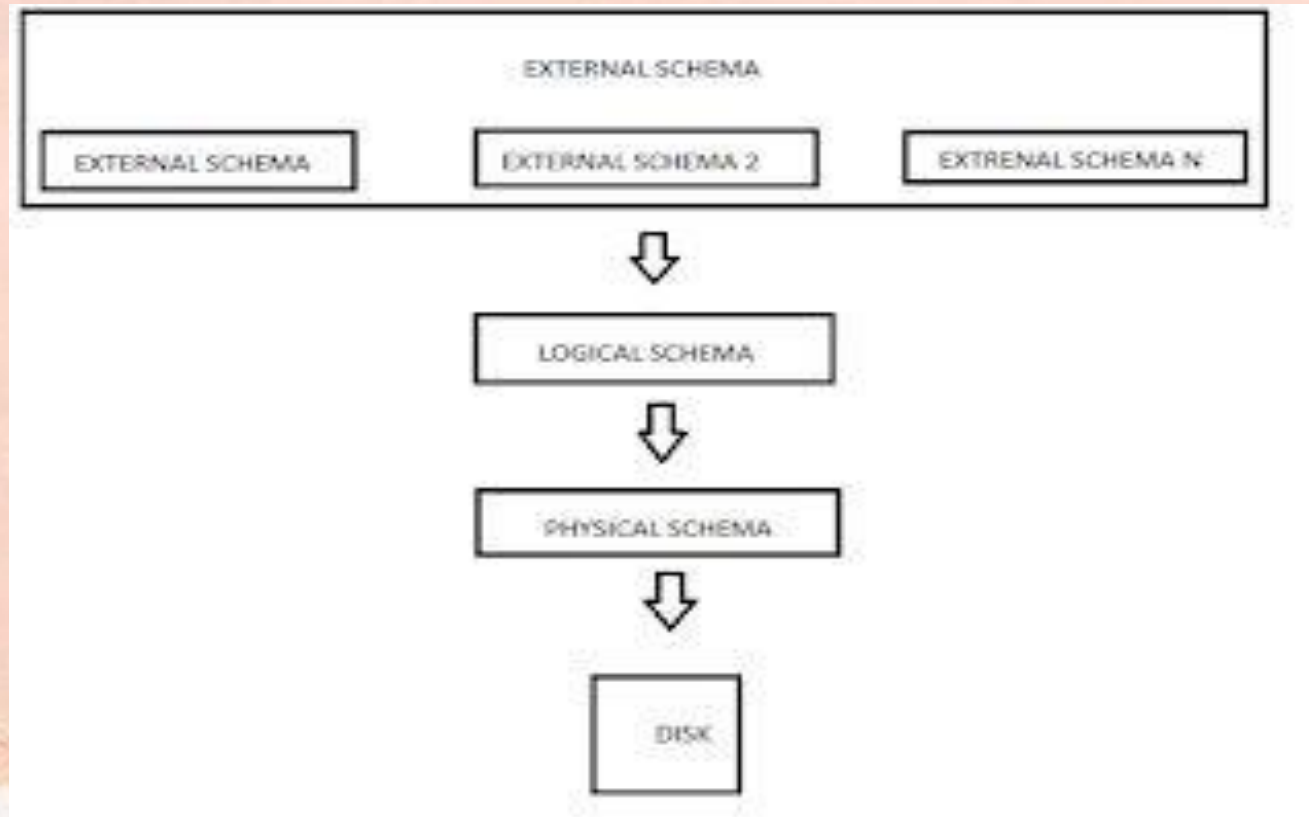 EXTERNAL SCHEMA
EXTERNAL SCHEMA
EXTERNAL SCHEMA 2
EXTRENAL SCHEMA N
LOGICAL SCHEMA
PHYSICAL SCHEMA
DISK